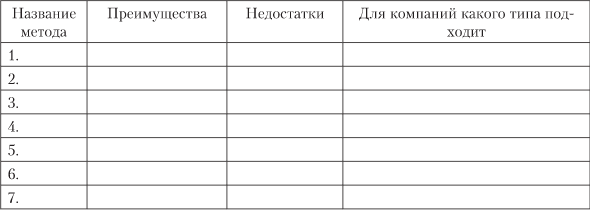 Название метода
Преимущества
Недостатки
Для компаний какого типа под-
ходит
1.
2.
3.
4.
5.
6.
7.